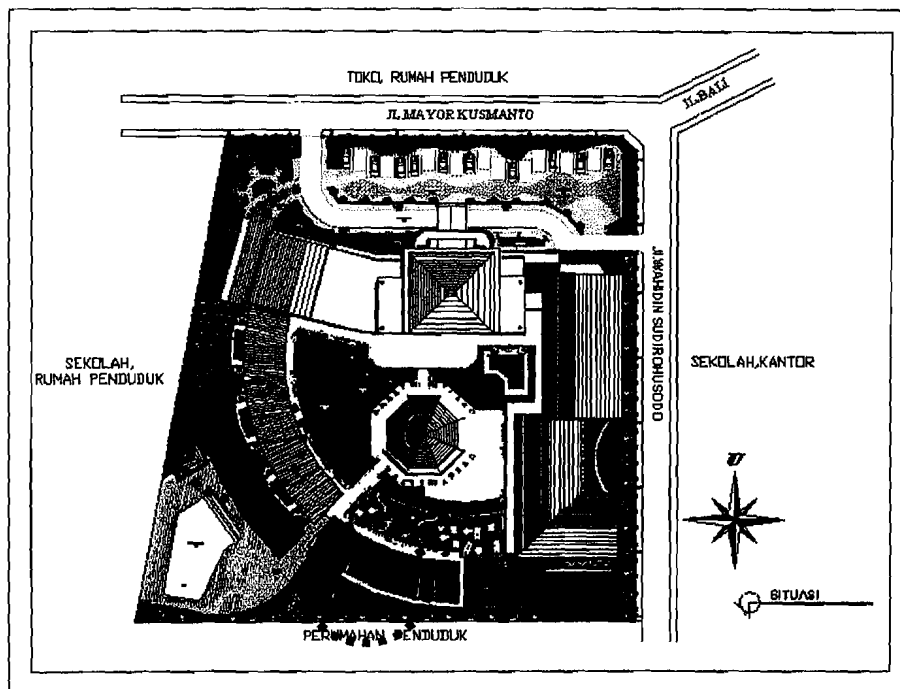 TOKO, RUMAH PENDUDUK
JL.BALI
JL.MAYOR KUSMANTO
JL.WAHIDIN SUDIROHUSODO
SEKOLAH,
RUMAH PENDUDUK
SEKOLAH,KANTOR
U
SITUASI
PERUMAHAN PENDUDUK